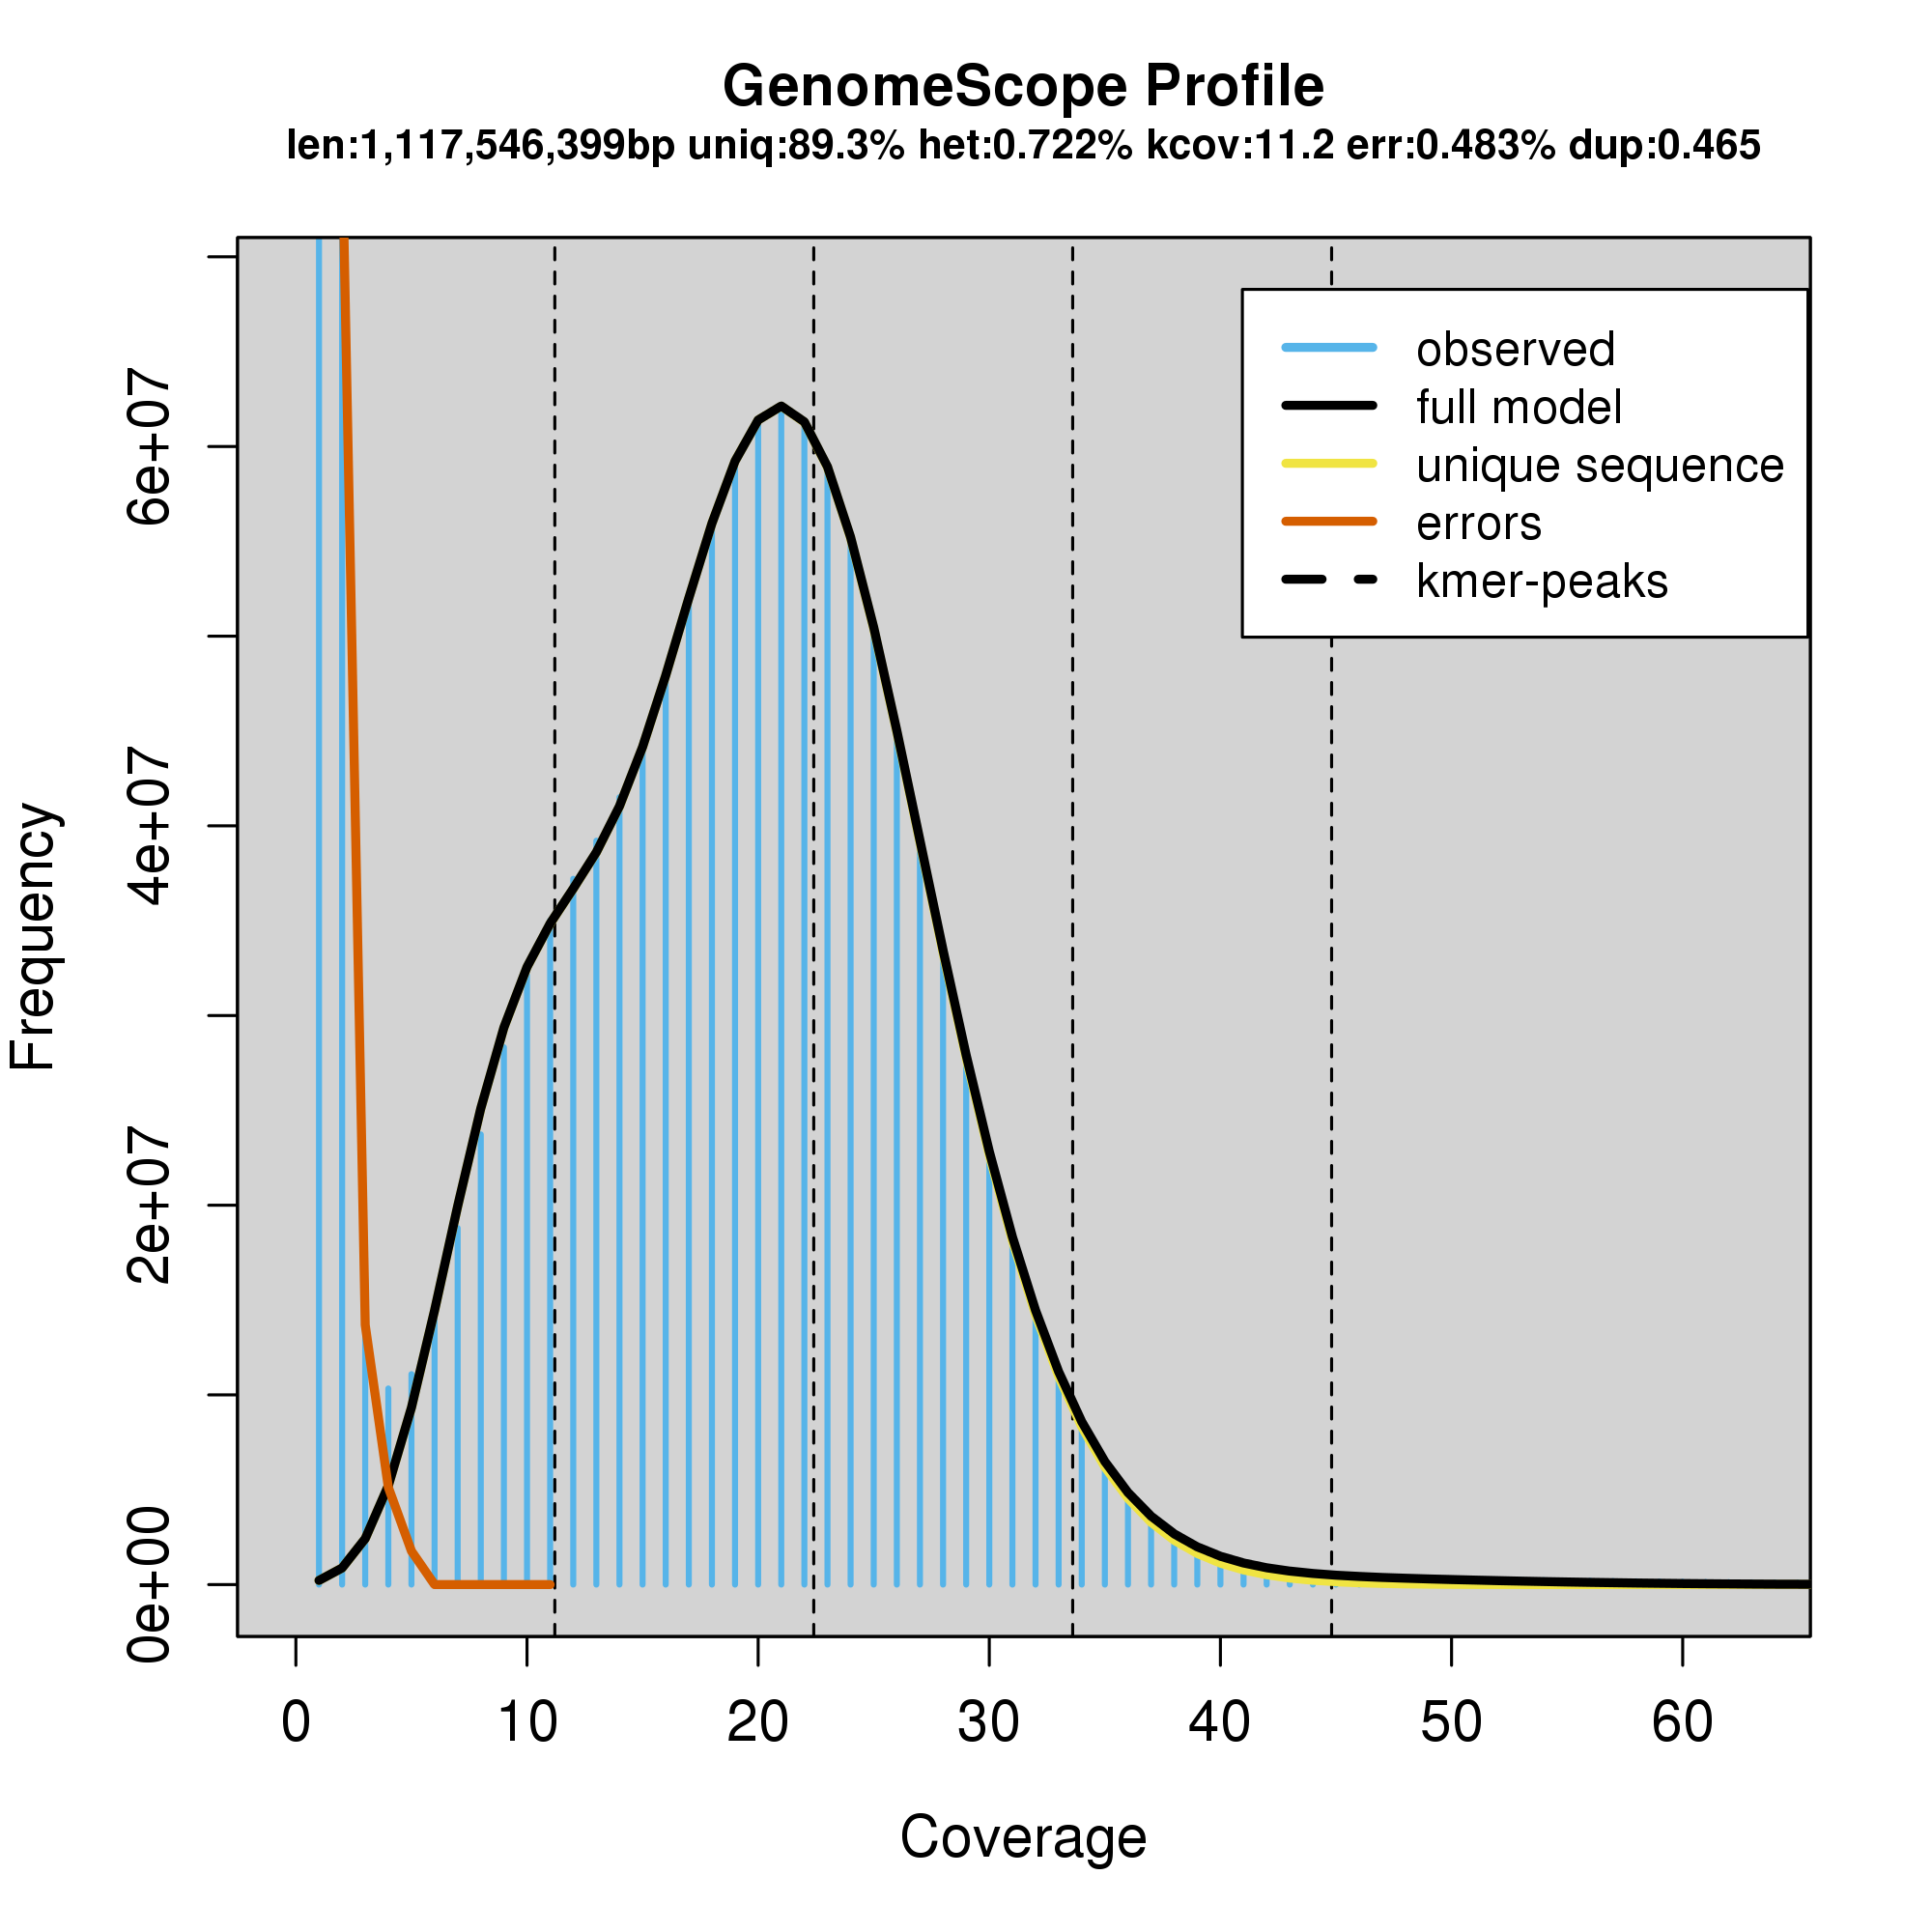 GenomeScope Profile
len:1,117,546,399bp uniq:89.3% het:0.722% kcov:11.2 err:0.483% dup:0.465
observed
full model
unique sequence
errors
kmer-peaks
Frequency
6e+07
4e+07
2e+07
0e+00
0 10 20 30 40 50 60
Coverage